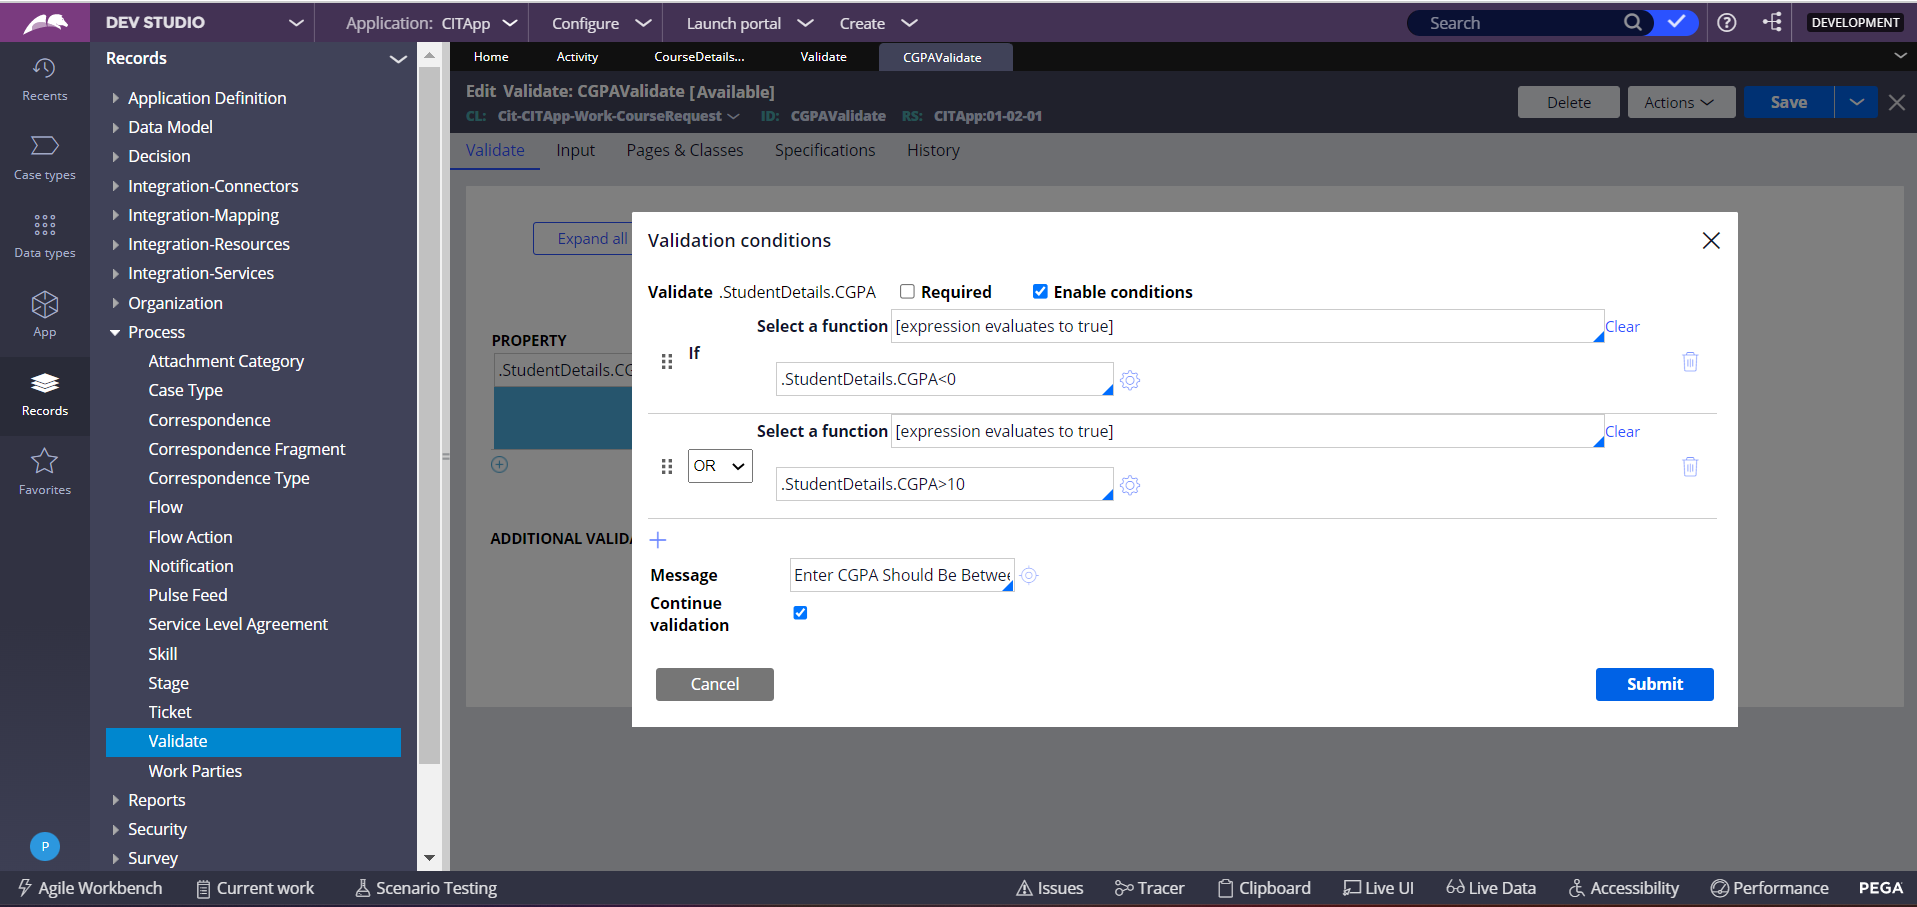 DEV STUDIO
Application: CITApp
Configure
Launch portal
Create
Search
DEVELOPMENT
Recents
Case types
Data types
App
Records
Favorites
P
Records
Application Definition
Data Model
Decision
Integration-Connectors
Integration-Mapping
Integration-Resources
Integration-Services
Organization
Process
Attachment Category
Case Type
Correspondence
Correspondence Fragment
Correspondence Type
Flow
Flow Action
Notification
Pulse Feed
Service Level Agreement
Skill
Stage
Ticket
Validate
Work Parties
Reports
Security
Survey
Home
Activity
CourseDetails...
Validate
CGPAValidate
Edit Validate: CGPAValidate [Available]
CL: Cit-CITApp-Work-CourseRequest ID: CGPAValidate RS: CITApp:01-02-01
Delete
Actions
Save
Validate
Input
Pages & Classes
Specifications
History
Expand all
PROPERTY
.StudentDetails.CG
ADDITIONAL VALID
Validation conditions
Validate .StudentDetails.CGPA
Required
Enable conditions
Select a function [expression evaluates to true] Clear
If
.StudentDetails.CGPA<0
Select a function [expression evaluates to true] Clear
OR
.StudentDetails.CGPA>10
Message
Enter CGPA Should Be Betwee
Continue
validation
Cancel
Submit
Agile Workbench
Current work
Scenario Testing
Issues
Tracer
Clipboard
Live UI
Live Data
Accessibility
Performance
PEGA